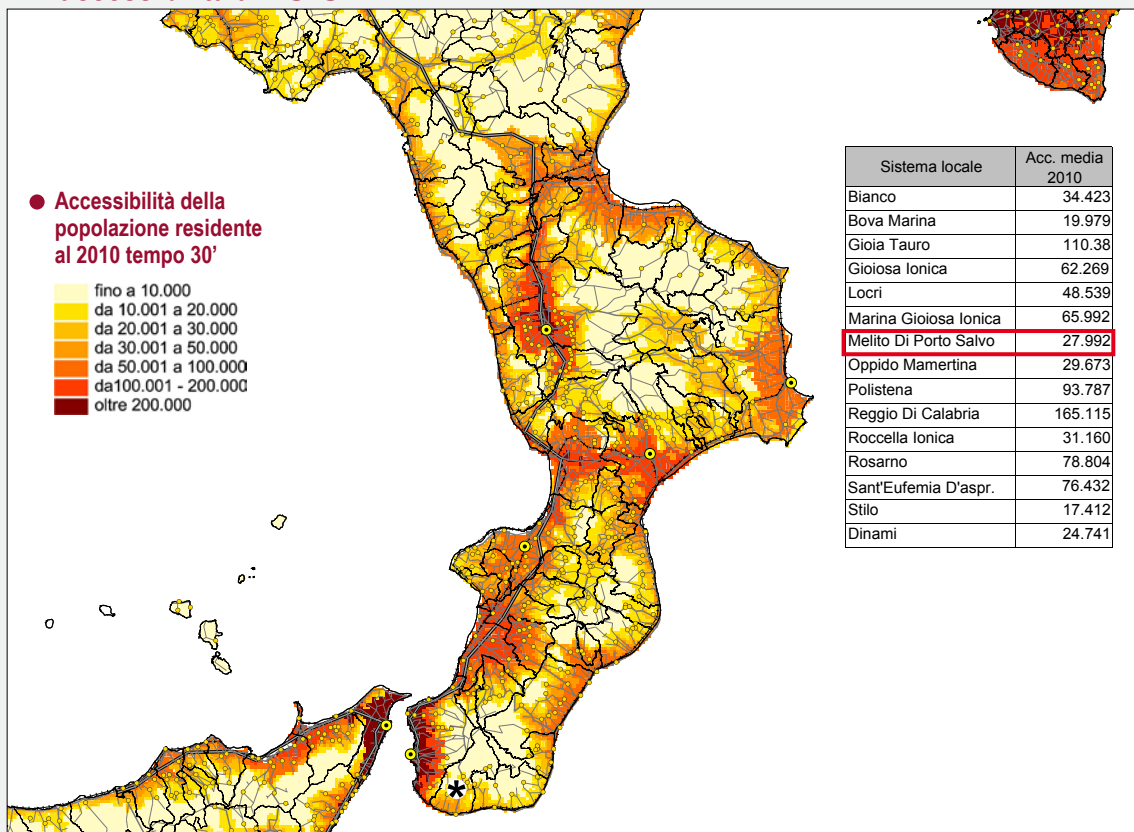 ● Accessibilità della
popolazione residente
al 2010 tempo 30’
fino a 10.000
da 10.001 a 20.000
da 20.001 a 30.000
da 30.001 a 50.000
da 50.001 a 100.000
da100.001 - 200.000
oltre 200.000
Sistema locale Acc. media 2010
Bianco 34.423
Bova Marina 19.979
Gioia Tauro 110.38
Gioiosa Ionica 62.269
Locri 48.539
Marina Gioiosa Ionica 65.992
Melito Di Porto Salvo 27.992
Oppido Mamertina 29.673
Polistena 93.787
Reggio Di Calabria 165.115
Roccella Ionica 31.160
Rosarno 78.804
Sant'Eufemia D'aspr. 76.432
Stilo 17.412
Dinami 24.741
*